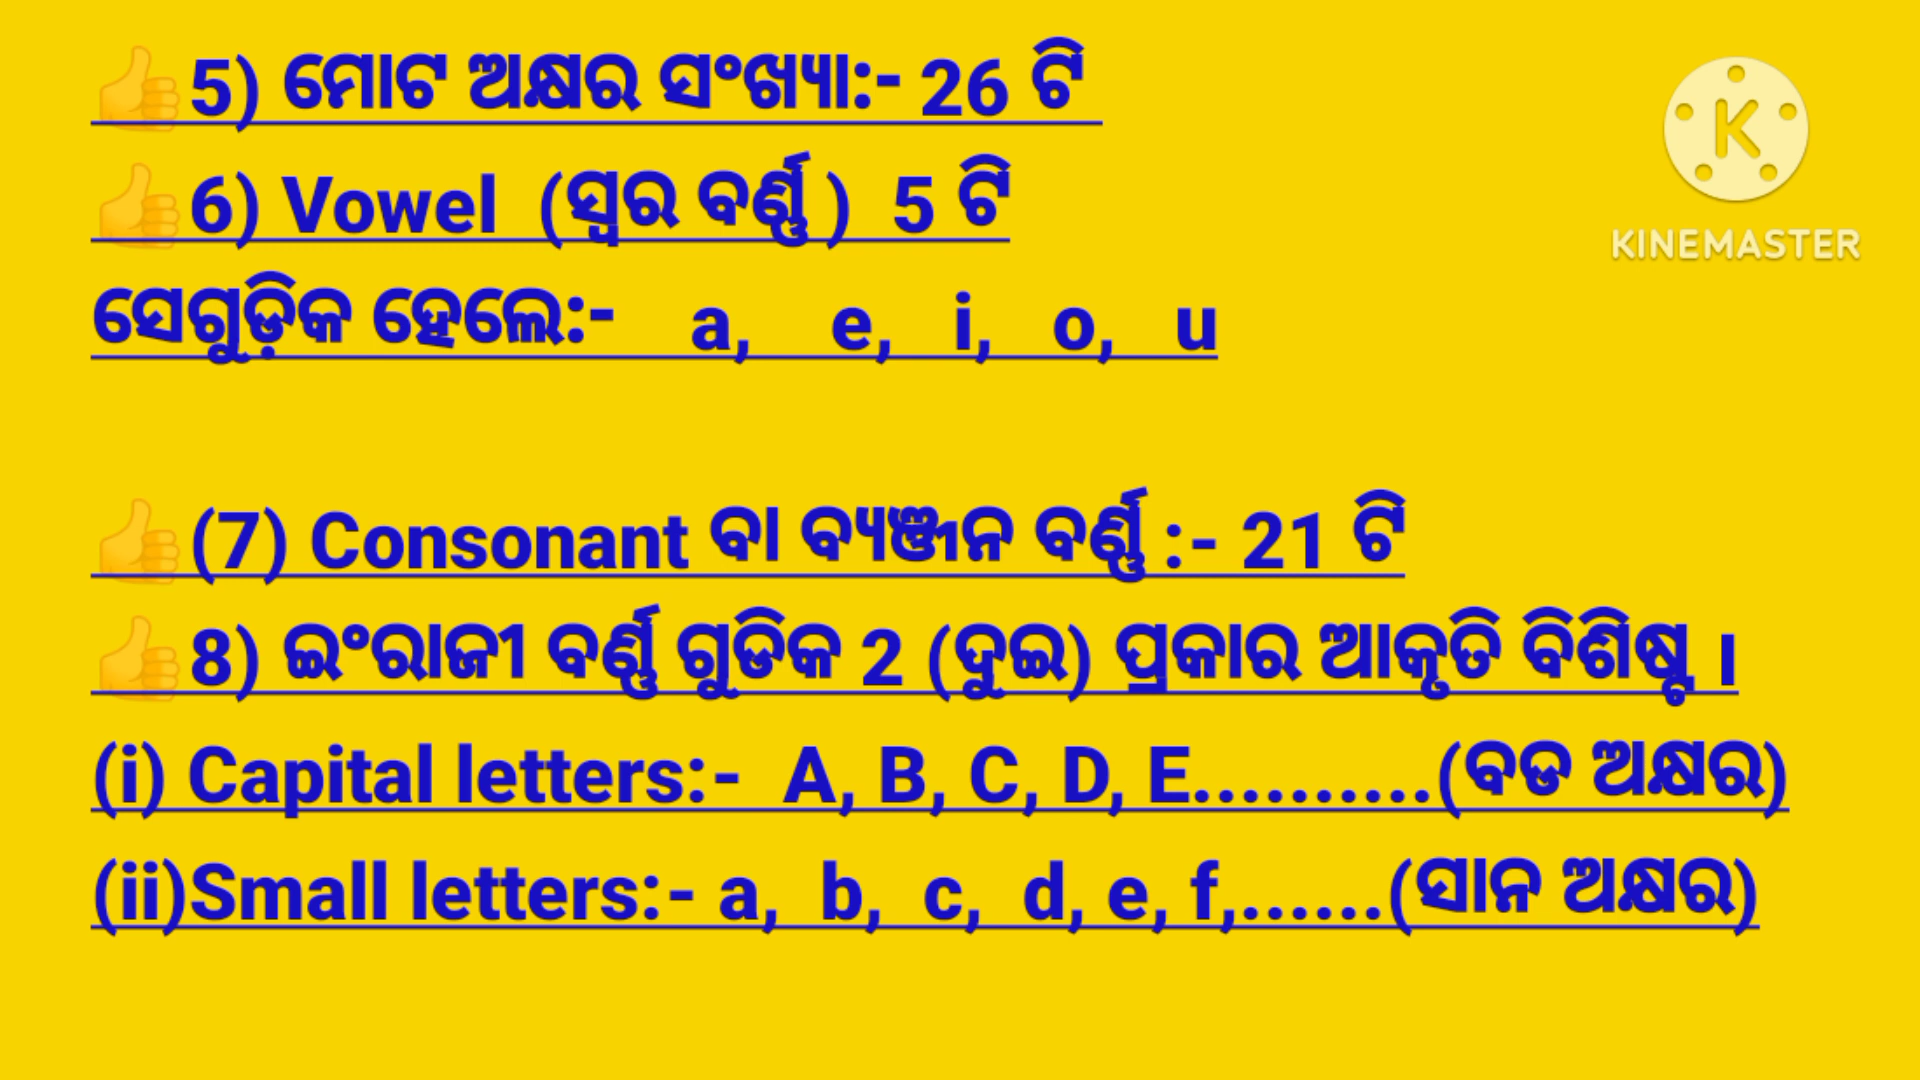 👍5) ମୋଟ ଅକ୍ଷର ସଂଖ୍ୟା:- 26 ଟି
👍6) Vowel (ସ୍ୱର ବର୍ଣ୍ଣ ) 5 ଟି
ସେଗୁଡ଼ିକ ହେଲେ:- a, e, i, o, u
👍(7) Consonant ବା ବ୍ୟଞ୍ଜୀନ ବର୍ଣ୍ଣ :- 21 ଟି
👍8) ଇଂରାଜୀ ବର୍ଣ୍ଣ ଗୁଡିକ 2 (ଦୁଇ) ପ୍ରକାର ଆକୃତି ବିଶିଷ୍ଟ ।
(i) Capital letters:- A, B, C, D, E..........(ବଡ ଅକ୍ଷର)
(ii)Small letters:- a, b, c, d, e, f,......(ସାନ ଅକ୍ଷର)
K
KINEMASTER